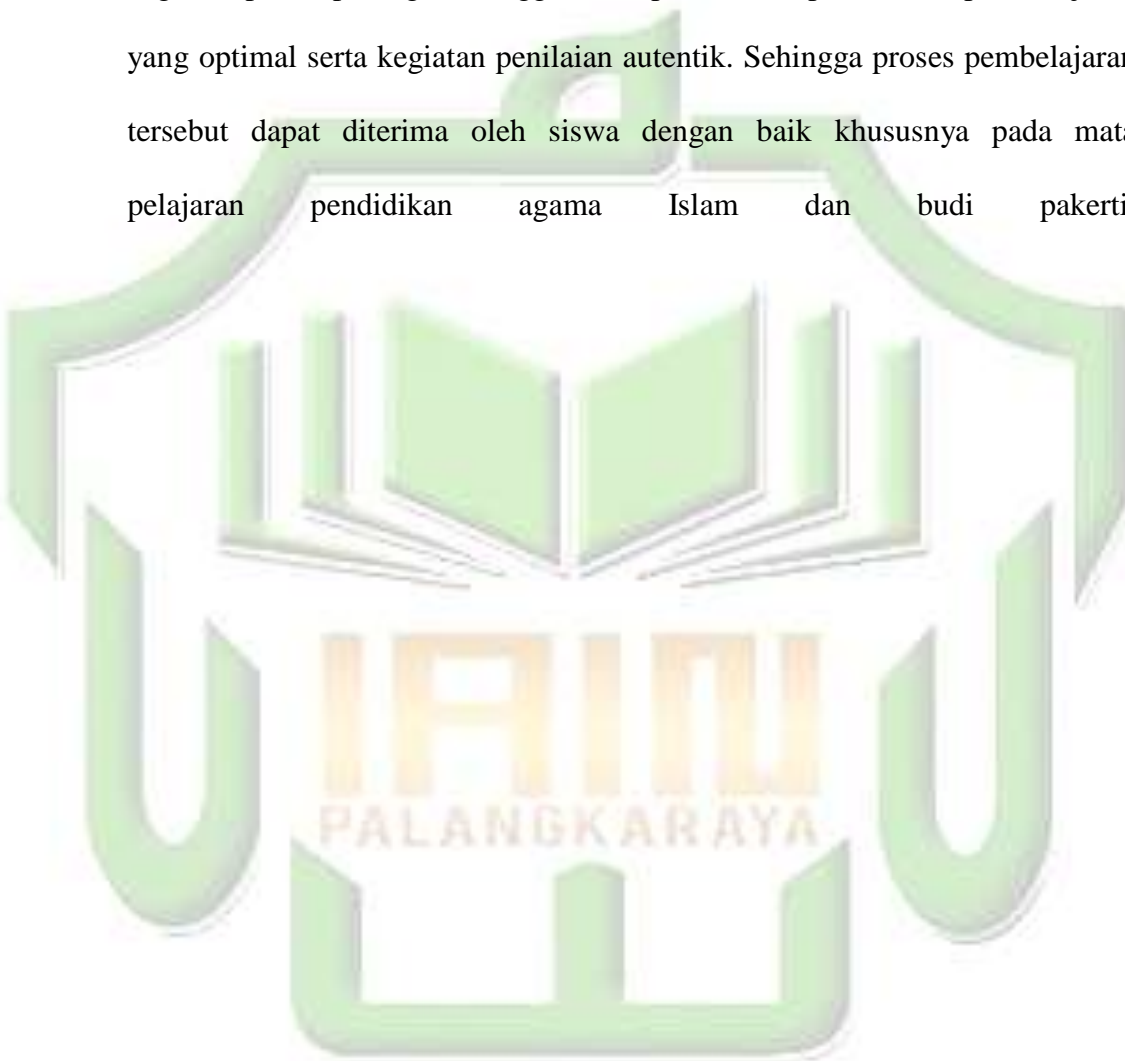 yang optimal serta kegiatan penilaian autentik. Sehingga proses pembelajaran
tersebut dapat diterima oleh siswa dengan baik khususnya pada mata
pelajaran pendidikan agama Islam dan budi pakerti
IAIN
PALANGKARAYA